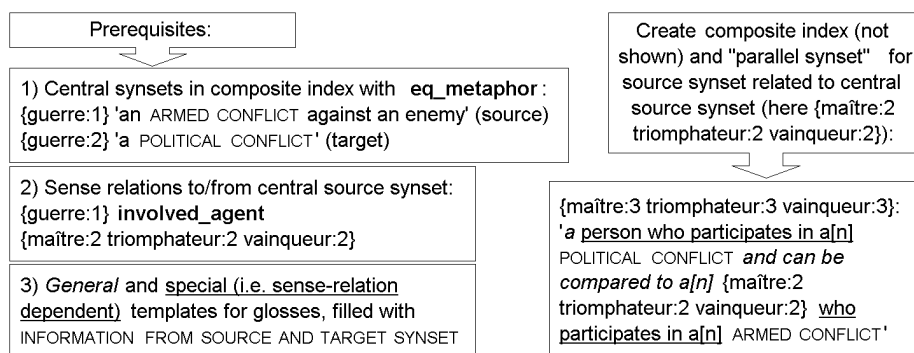 Prerequisites:
1) Central synsets in composite index with eq_metaphor :
{guerre:1} 'an ARMED CONFLICT against an enemy' (source)
{guerre:2} 'a POLITICAL CONFLICT' (target)
2) Sense relations to/from central source synset:
{guerre:1} involved_agent
{maître:2 triomphateur:2 vainqueur:2}
3) General and special (i.e. sense-relation
dependent) templates for glosses, filled with
INFORMATION FROM SOURCE AND TARGET SYNSET
Create composite index (not
shown) and "parallel synset" for
source synset related to central
source synset (here {maître:2
triomphateur:2 vainqueur:2}):
{maître:3 triomphateur:3 vainqueur:3}:
'a person who participates in a[n]
POLITICAL CONFLICT and can be
compared to a[n] {maître:2
triomphateur:2 vainqueur:2} who
participates in a[n] ARMED CONFLICT'